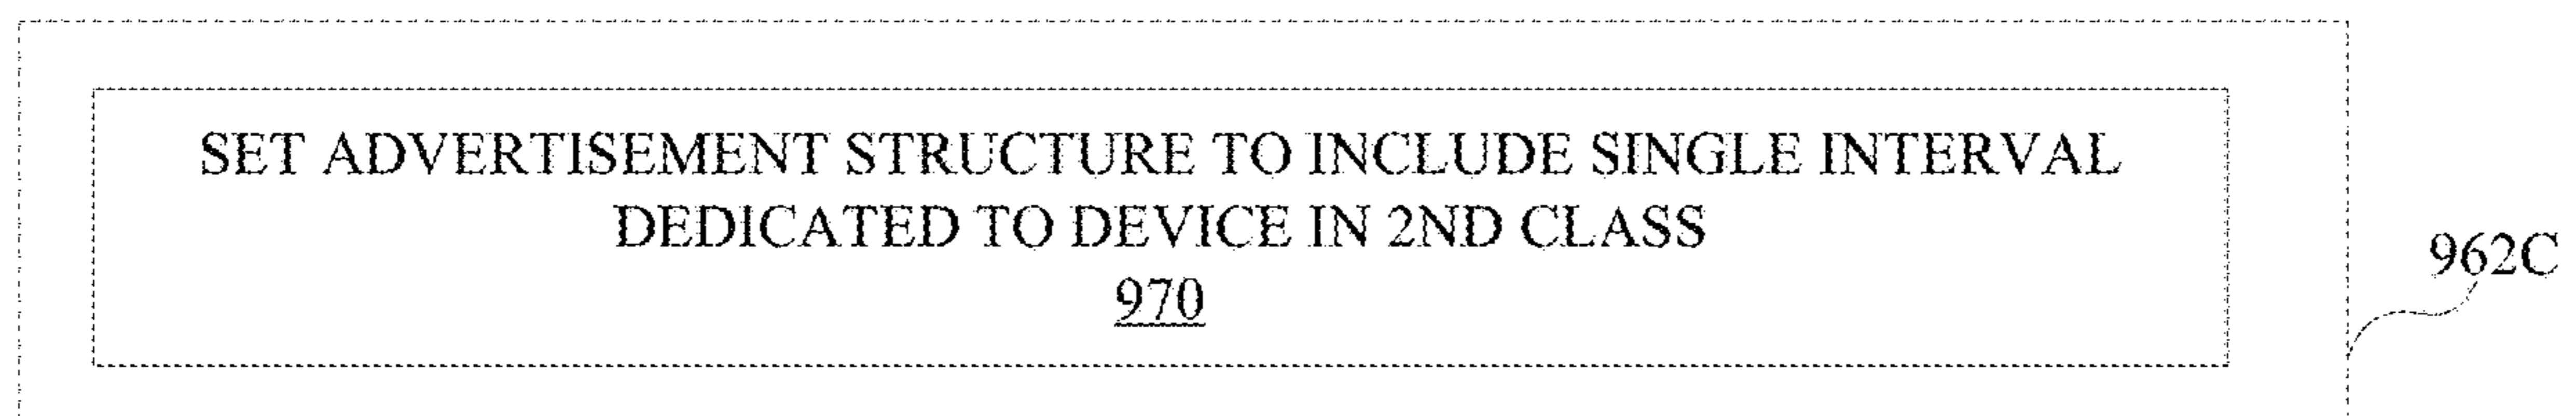 SET ADVERTISEMENT STRUCTURE TO INCLUDE SINGLE INTERVAL
DEDICATED TO DEVICE IN 2ND CLASS
970
962C